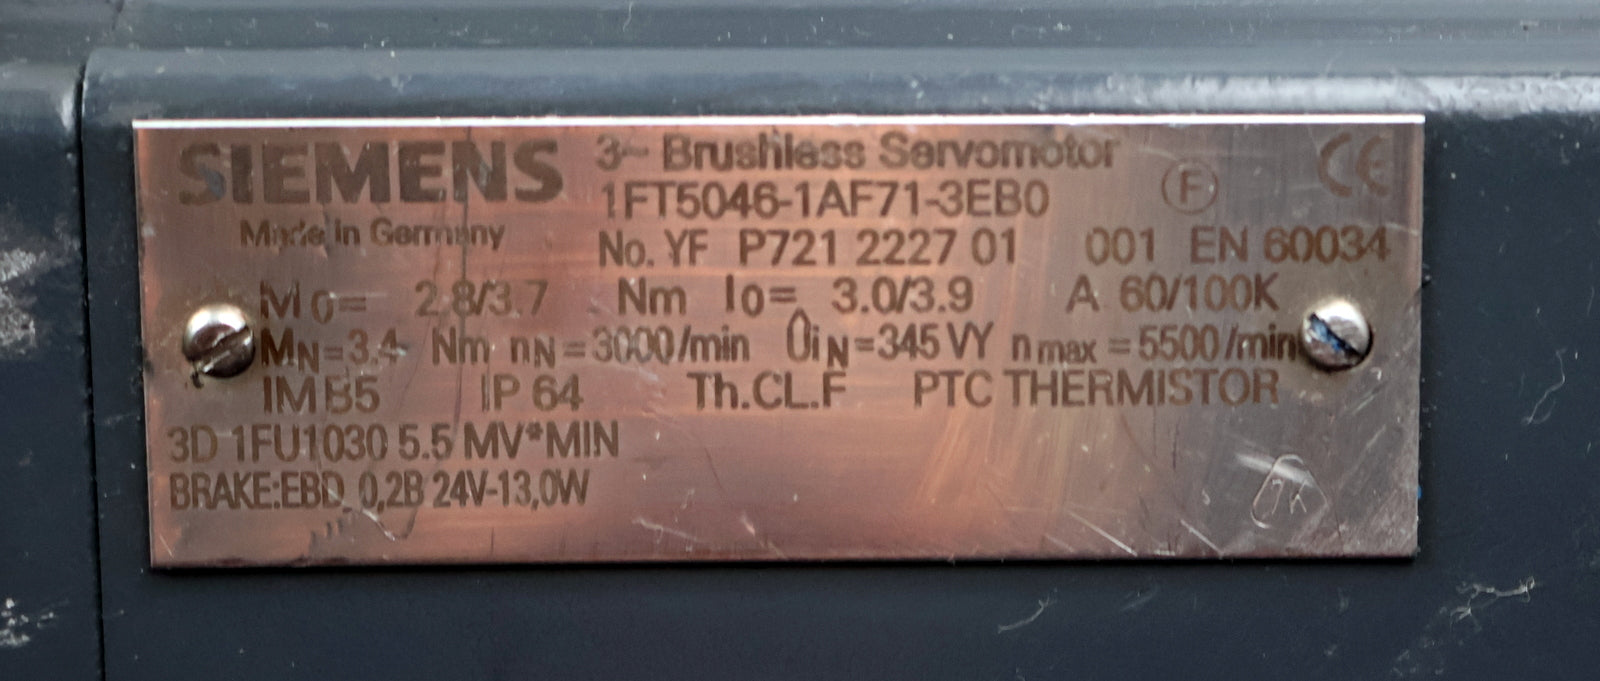 SIEMENS
3~ Brushless Servomotor
CE
1FT5046-1AF71-3EB0
F
Made in Germany
No. YF P721 2227 01 001 EN 60034
M0= 2.8/3.7 Nm I0= 3.0/3.9 A 60/100K
MN=3.4 Nm nN=3000/min ÛiN=345 VY nmax=5500/min
IM B5 IP 64 Th.CL.F PTC THERMISTOR
3D 1FU1030 5.5 MV*MIN
BRAKE:EBD 0,2B 24V-13,0W